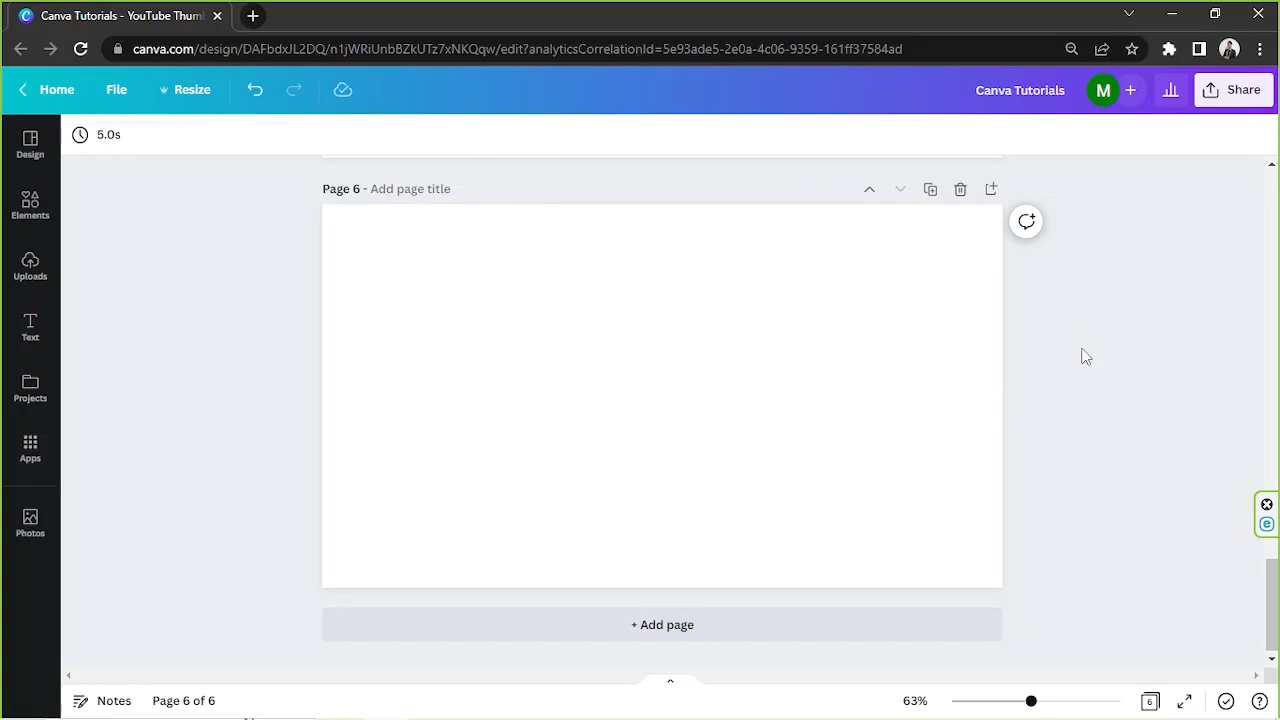 Canva Tutorials - YouTube Thumb
canva.com/design/DAFbdxJL2DQ/n1jWRiUnbBZkUTz7xNKQqw/edit?analyticsCorrelationId=5e93ade5-2e0a-4c06-9359-161ff37584ad
Home File Resize Canva Tutorials M + Share
5.0s
Design
Elements
Uploads
Text
Projects
Apps
Photos
Page 6 - Add page title
+ Add page
Notes Page 6 of 6 63% 6